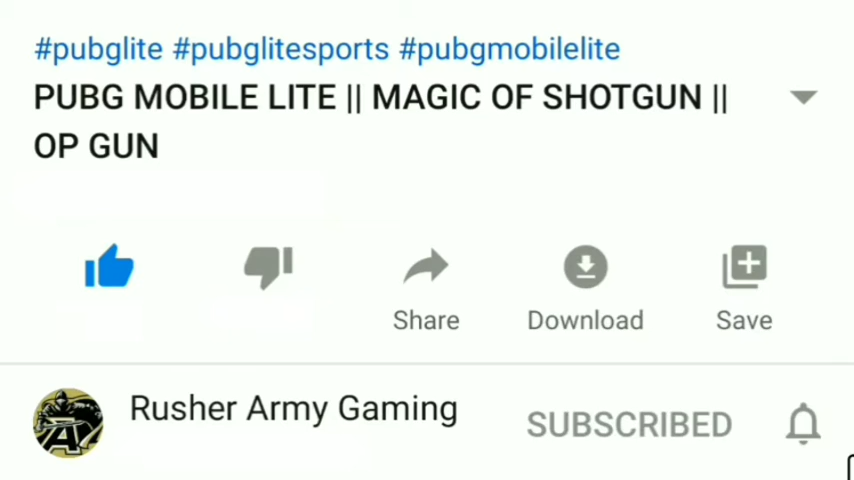 #pubglite #pubglitesports #pubgmobilelite
PUBG MOBILE LITE || MAGIC OF SHOTGUN ||
OP GUN
Share Download Save
Rusher Army Gaming
SUBSCRIBED